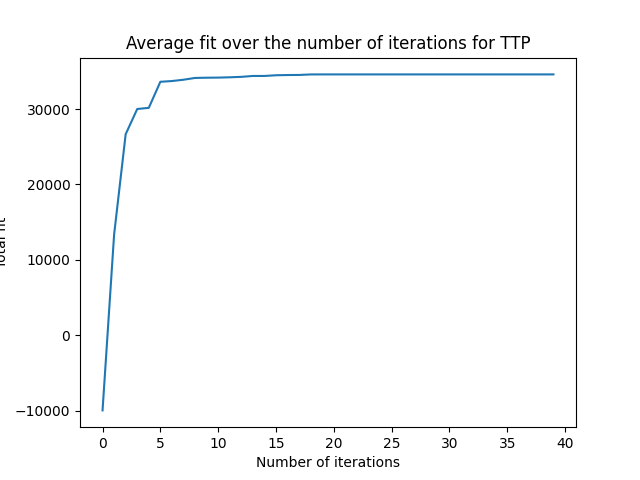 Average fit over the number of iterations for TTP
30000
20000
10000
0
−10000
fit
0 5 10 15 20 25 30 35 40
Number of iterations